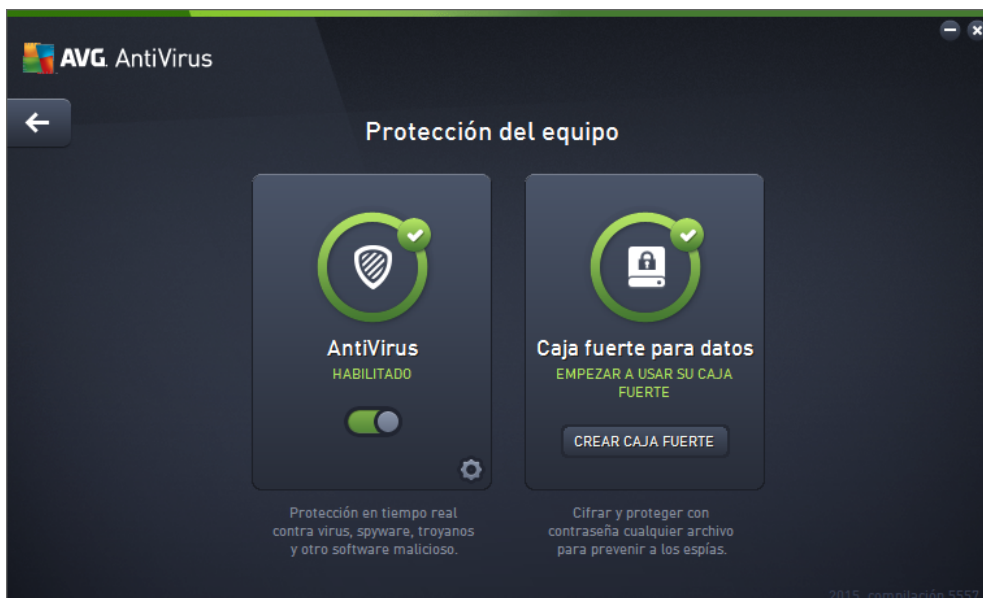 AVG. AntiVirus
Protección del equipo
AntiVirus
HABILITADO
Protección en tiempo real
contra virus, spyware, troyanos
y otro software malicioso.
Caja fuerte para datos
EMPEZAR A USAR SU CAJA
FUERTE
CREAR CAJA FUERTE
Cifrar y proteger con
contraseña cualquier archivo
para prevenir a los espías.
2015, compilación 5557